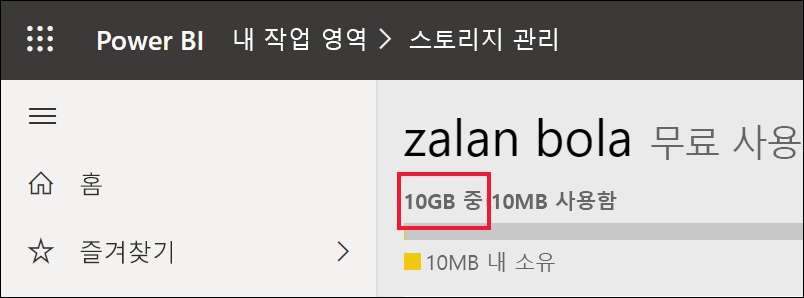 Power BI 내 작업 영역 > 스토리지 관리
zalan bola 무료 사용
홈
10GB 중 10MB 사용함
즐겨찾기
10MB 내 소유